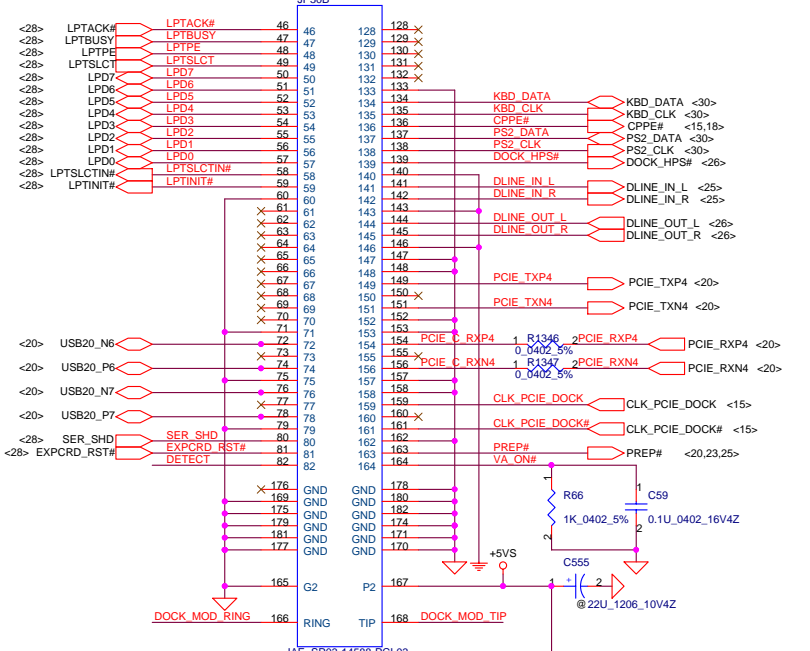 JP30B
<28> LPTACK# LPTACK# 46 46 128 128
<28> LPTBUSY LPTBUSY 47 47 129 129
<28> LPTPE LPTPE 48 48 130 130
<28> LPTSLCT LPTSLCT 49 49 131 131
<28> LPD7 LPD7 50 50 132 132
<28> LPD6 LPD6 51 51 133 133
<28> LPD5 LPD5 52 52 134 134 KBD_DATA KBD_DATA <30>
<28> LPD4 LPD4 53 53 135 135 KBD_CLK KBD_CLK <30>
<28> LPD3 LPD3 54 54 136 136 CPPE# CPPE# <15,18>
<28> LPD2 LPD2 55 55 137 137 PS2_DATA PS2_DATA <30>
<28> LPD1 LPD1 56 56 138 138 PS2_CLK PS2_CLK <30>
<28> LPD0 LPD0 57 57 139 139 DOCK_HPS# DOCK_HPS# <26>
<28> LPTSLCTIN# LPTSLCTIN# 58 58 140 140
<28> LPTINIT# LPTINIT# 59 59 141 141 DLINE_IN_L DLINE_IN_L <25>
60 60 142 142 DLINE_IN_R DLINE_IN_R <25>
61 61 143 143
62 62 144 144 DLINE_OUT_L DLINE_OUT_L <26>
63 63 145 145 DLINE_OUT_R DLINE_OUT_R <26>
64 64 146 146
65 65 147 147
66 66 148 148
67 67 149 149 PCIE_TXP4 PCIE_TXP4 <20>
68 68 150 150
69 69 151 151 PCIE_TXN4 PCIE_TXN4 <20>
70 70 152 152
71 71 153 153
<20> USB20_N6 72 72 154 154 PCIE_C_RXP4 1 R1346 2 PCIE_RXP4 PCIE_RXP4 <20>
0_0402_5%
73 73 155 155
<20> USB20_P6 74 74 156 156 PCIE_C_RXN4 1 R1347 2 PCIE_RXN4 PCIE_RXN4 <20>
0_0402_5%
75 75 157 157
<20> USB20_N7 76 76 158 158
77 77 159 159 CLK_PCIE_DOCK CLK_PCIE_DOCK <15>
<20> USB20_P7 78 78 160 160
79 79 161 161 CLK_PCIE_DOCK# CLK_PCIE_DOCK# <15>
<28> SER_SHD SER_SHD 80 80 162 162
<28> EXPCRD_RST# EXPCRD_RST# 81 81 163 163 PREP# PREP# <20,23,25>
DETECT 82 82 164 164 VA_ON#
176 GND GND 178
169 GND GND 180
175 GND GND 182
179 GND GND 174
181 GND GND 171
177 GND GND 170
1 R66 2 1K_0402_5%
1 C59 2 0.1U_0402_16V4Z
+5VS
165 G2 P2 167
C555
1 + 2
@22U_1206_10V4Z
DOCK_MOD_RING 166 RING TIP 168 DOCK_MOD_TIP